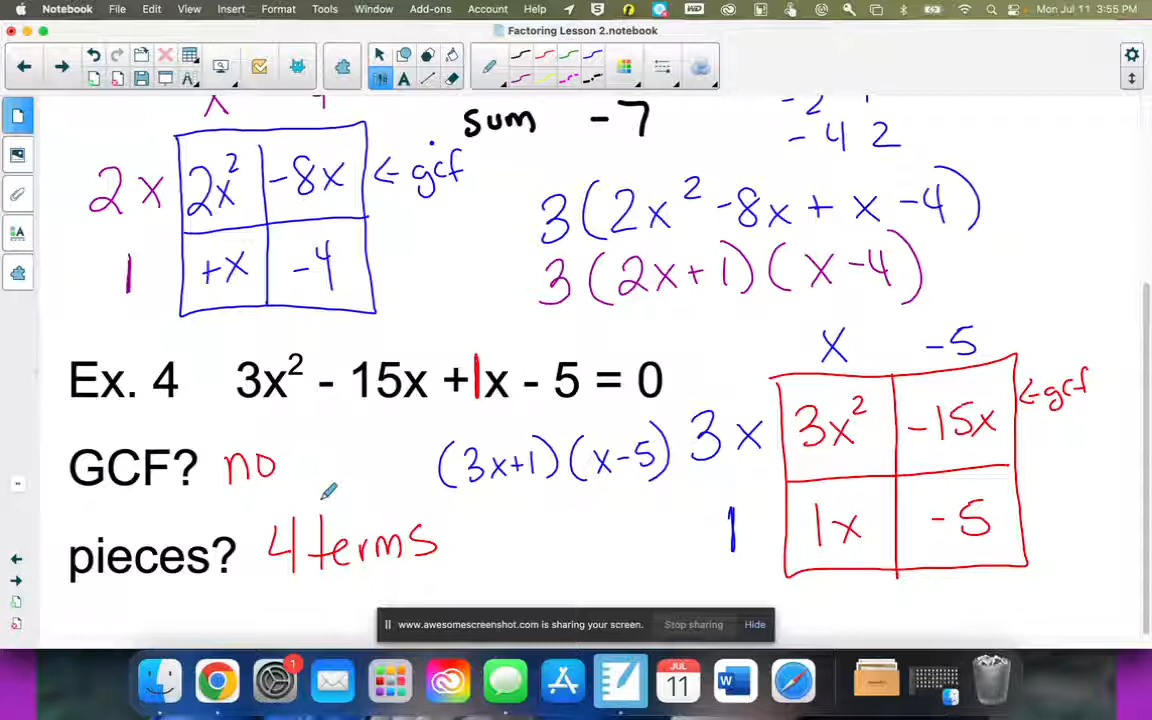 Notebook File Edit View Insert Format Tools Window Add-ons Account Help Mon Jul 11 3:55 PM
Factoring Lesson 2.notebook
sum -7
-2
-4 2
2x 2x² -8x ← gcf
1 +x -4
3(2x² -8x + x -4)
3(2x+1)(x-4)
x -5
Ex. 4 3x² - 15x +1x - 5 = 0
3x 3x² -15x ← gcf
GCF? no (3x+1)(x-5)
1 1x -5
pieces? 4 terms
www.awesomescreenshot.com is sharing your screen. Stop sharing Hide
1
JUL
11
W